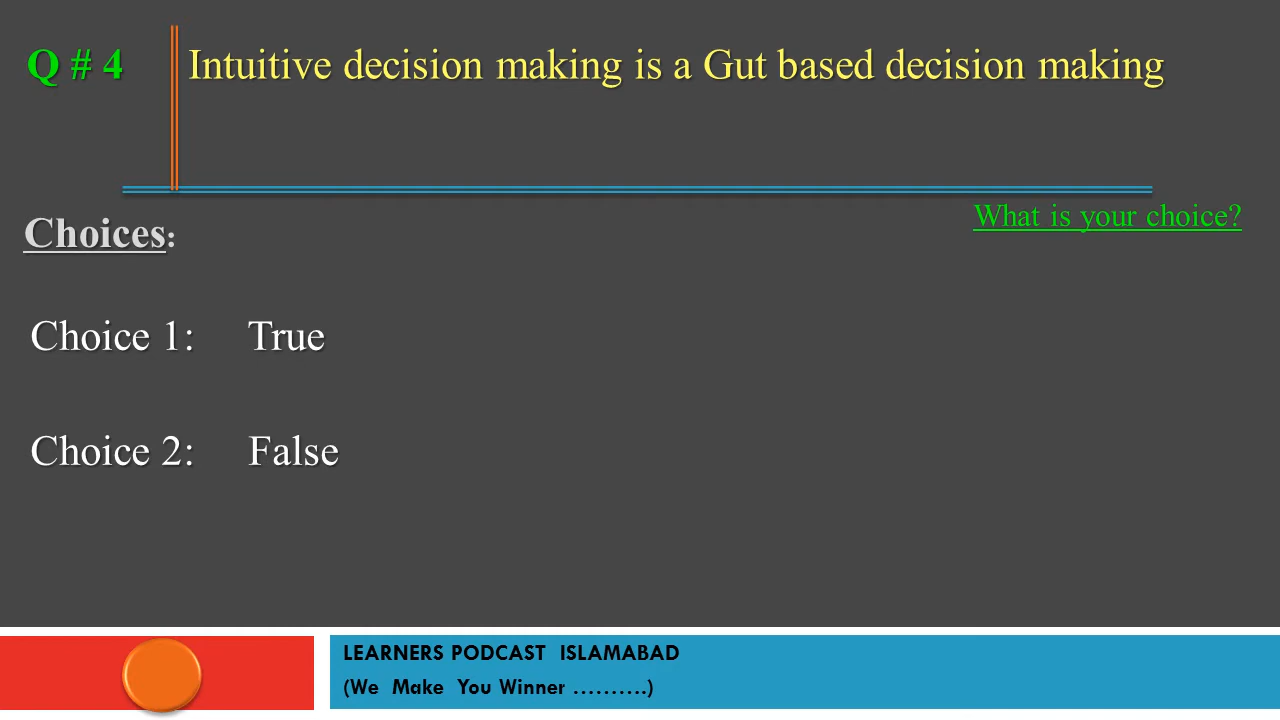 Q # 4 Intuitive decision making is a Gut based decision making
What is your choice?
Choices:
Choice 1: True
Choice 2: False
LEARNERS PODCAST ISLAMABAD
(We Make You Winner ……….)